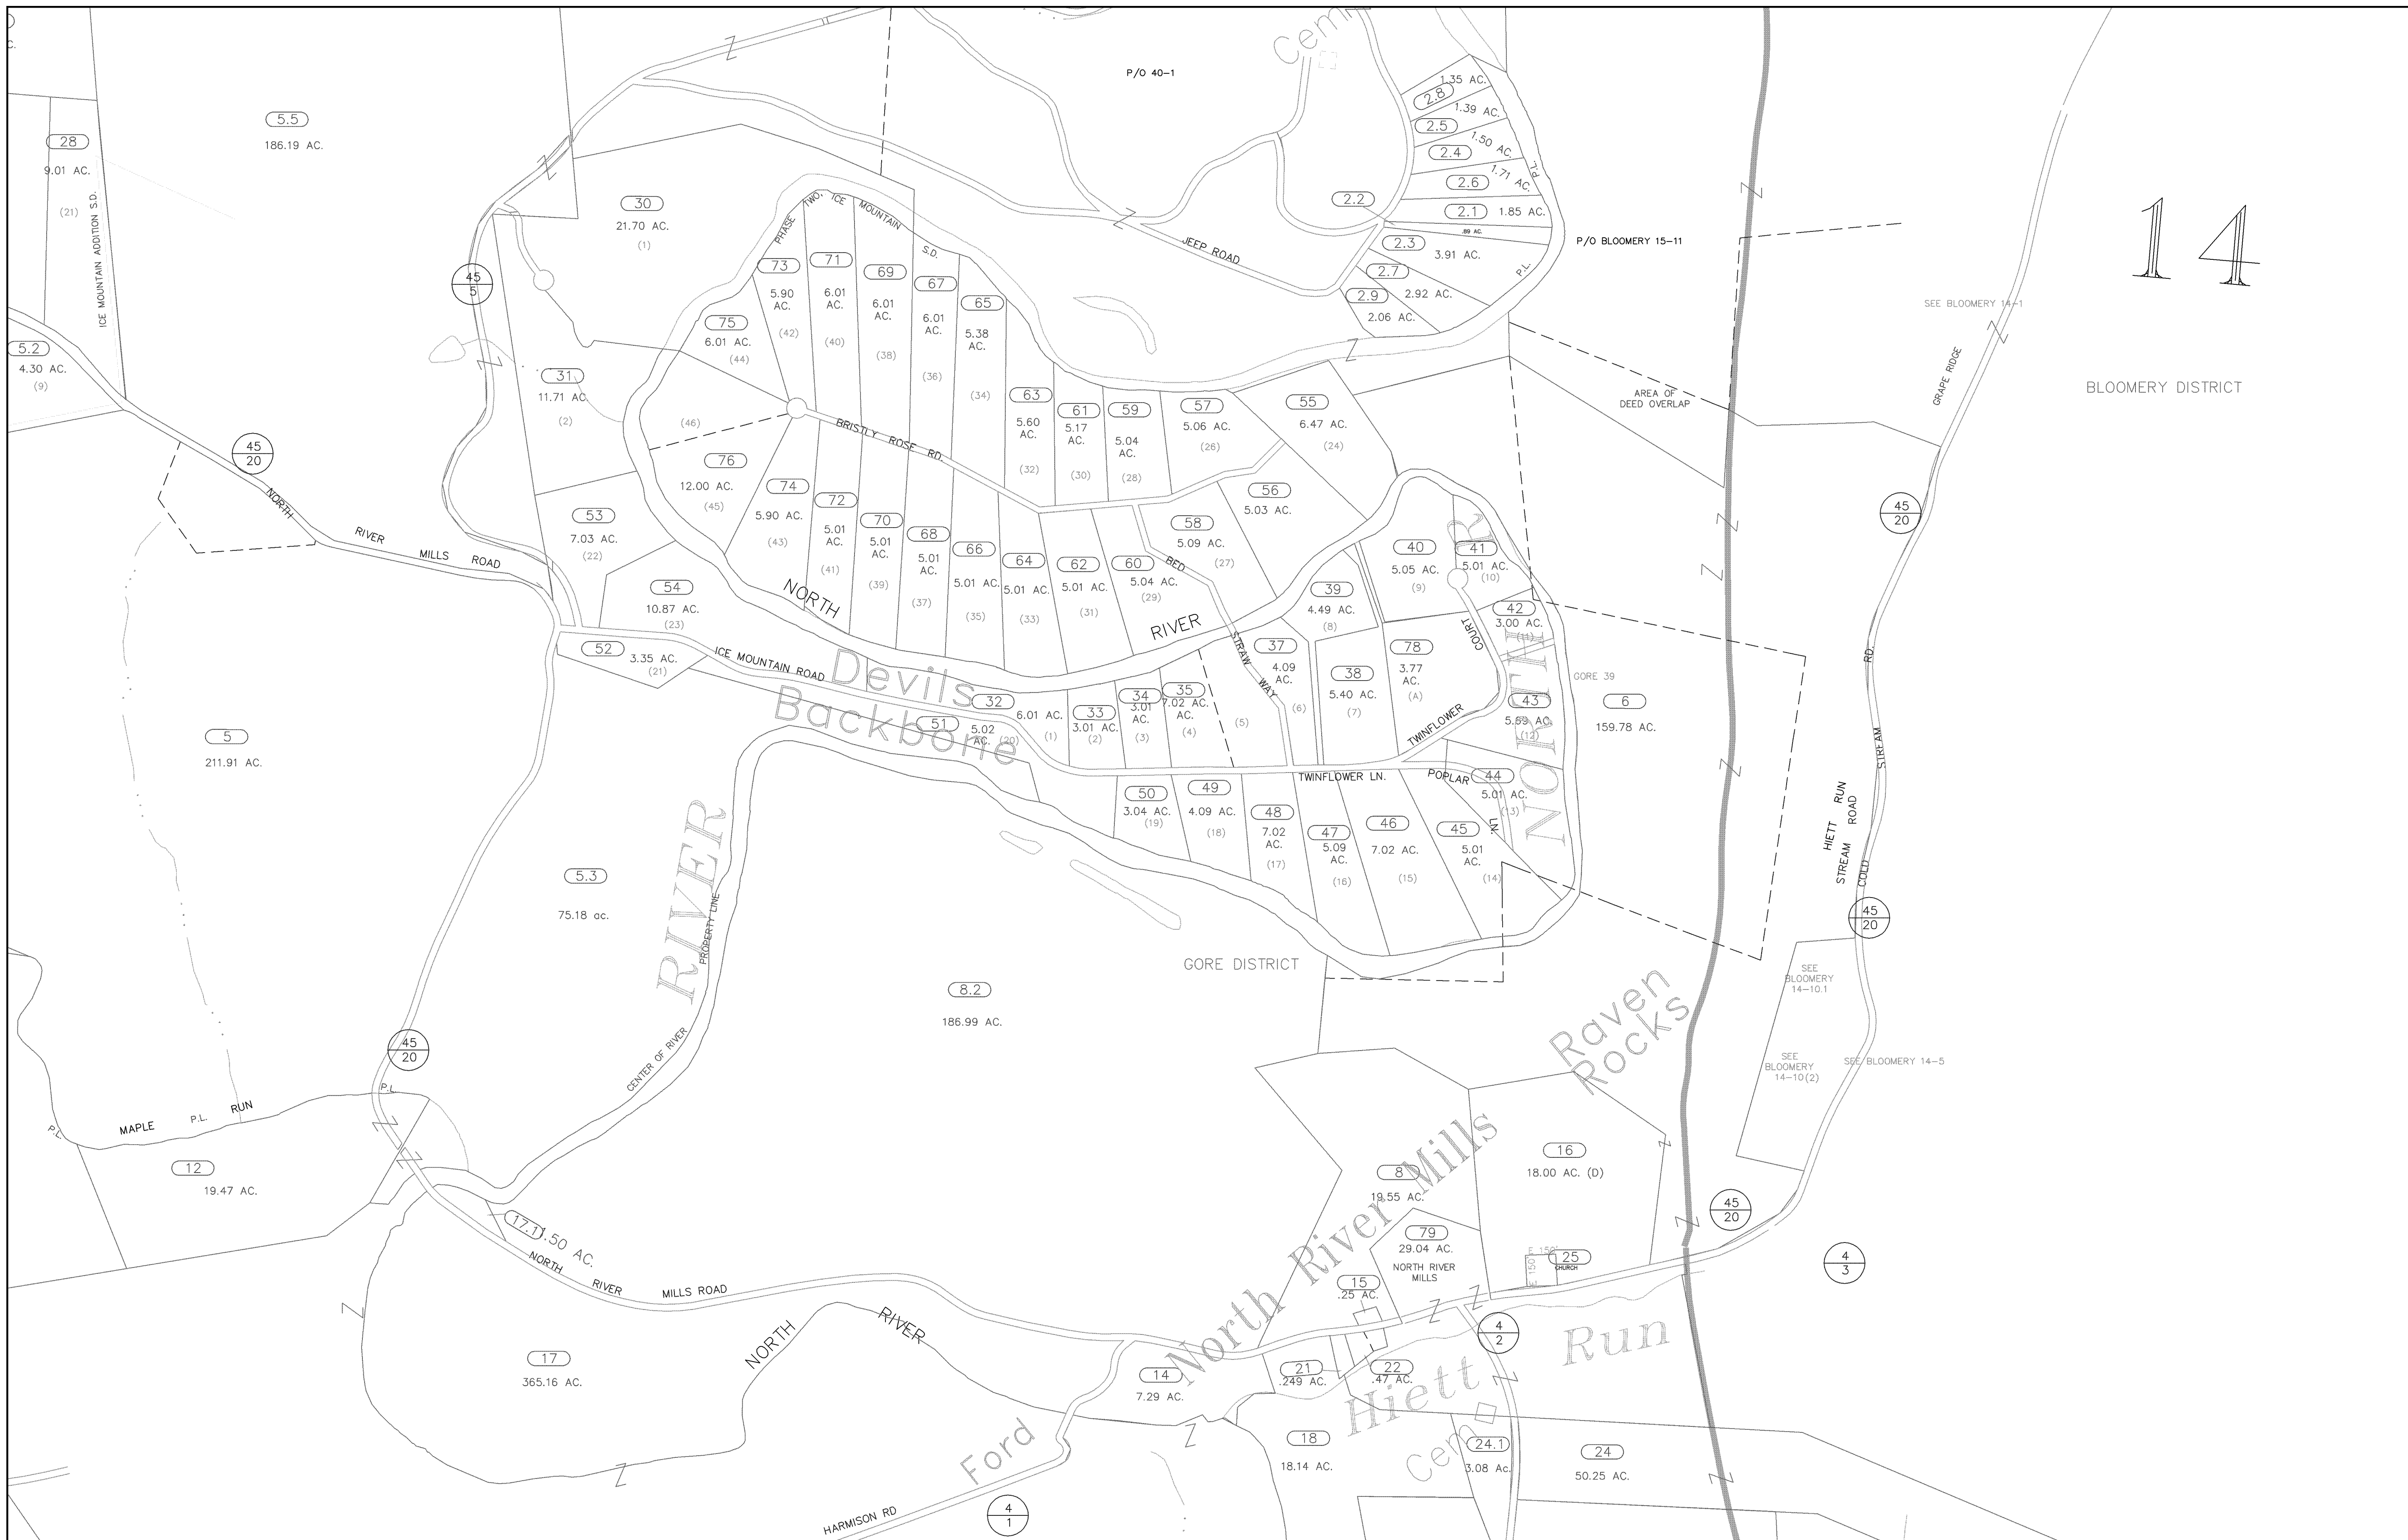 Cem
P/O 40-1
1.35 AC.
2.8
1.39 AC.
2.5
1.50 AC.
2.4
1.71 AC.
2.6
2.2
2.1
1.85 AC.
.89 AC.
2.3
3.91 AC.
2.7
2.92 AC.
2.9
2.06 AC.
P.L.
P.L.
P/O BLOOMERY 15-11
14
JEEP ROAD
28
9.01 AC.
(21)
ICE MOUNTAIN ADDITION S.D.
5.5
186.19 AC.
5.2
4.30 AC.
(9)
30
21.70 AC.
(1)
45
5
31
11.71 AC.
(2)
PHASE TWO, ICE MOUNTAIN S.D.
73
5.90
AC.
(42)
71
6.01
AC.
(40)
69
6.01
AC.
(38)
67
6.01
AC.
(36)
65
5.38
AC.
(34)
75
6.01 AC.
(44)
(46)
63
5.60
AC.
(32)
61
5.17
AC.
(30)
59
5.04
AC.
(28)
57
5.06 AC.
(26)
55
6.47 AC.
(24)
BRISTLY ROSE RD.
AREA OF
DEED OVERLAP
SEE BLOOMERY 14-1
GRAPE RIDGE
BLOOMERY DISTRICT
45
20
NORTH RIVER MILLS ROAD
76
12.00 AC.
(45)
74
5.90 AC.
(43)
72
5.01
AC.
(41)
70
5.01
AC.
(39)
68
5.01
AC.
(37)
66
5.01 AC.
(35)
64
5.01 AC.
(33)
62
5.01 AC.
(31)
60
5.04 AC.
(29)
58
5.09 AC.
(27)
56
5.03 AC.
53
7.03 AC.
(22)
54
10.87 AC.
(23)
52
3.35 AC.
(21)
NORTH RIVER
BED STRAW WAY
39
4.49 AC.
(8)
40
5.05 AC.
(9)
41
5.01 AC.
(10)
42
3.00 AC.
(11)
COURT
45
20
ICE MOUNTAIN ROAD
Devils
Backbone
32
6.01 AC.
(1)
51
5.02
AC.
(20)
33
3.01 AC.
(2)
34
3.01
AC.
(3)
35
7.02 AC.
AC.
(4)
(5)
37
4.09
AC.
(6)
38
5.40 AC.
(7)
78
3.77
AC.
(A)
TWINFLOWER
43
5.69 AC.
(12)
GORE 39
6
159.78 AC.
NORTH R
TWINFLOWER LN.
POPLAR LN.
44
5.01 AC.
(13)
50
3.04 AC.
(19)
49
4.09 AC.
(18)
48
7.02
AC.
(17)
47
5.09
AC.
(16)
46
7.02 AC.
(15)
45
5.01
AC.
(14)
5
211.91 AC.
5.3
75.18 ac.
RIVER
PROPERTY LINE
CENTER OF RIVER
8.2
186.99 AC.
GORE DISTRICT
COLD STREAM RD.
HIETT RUN
STREAM ROAD
45
20
SEE
BLOOMERY
14-10.1
SEE
BLOOMERY
14-10(2)
SEE BLOOMERY 14-5
Raven
Rocks
45
20
P.L.
MAPLE P.L. RUN
P.L.
12
19.47 AC.
17.1
1.50 AC.
NORTH RIVER MILLS ROAD
8
19.55 AC.
16
18.00 AC. (D)
79
29.04 AC.
NORTH RIVER
MILLS
North River Mills
15
.25 AC.
150'
150'
25
CHURCH
45
20
4
3
4
2
17
365.16 AC.
NORTH RIVER
14
7.29 AC.
21
.249 AC.
22
.47 AC.
Hiett Run
Cem
18
18.14 AC.
24.1
3.08 Ac.
24
50.25 AC.
Ford
HARMISON RD
4
1